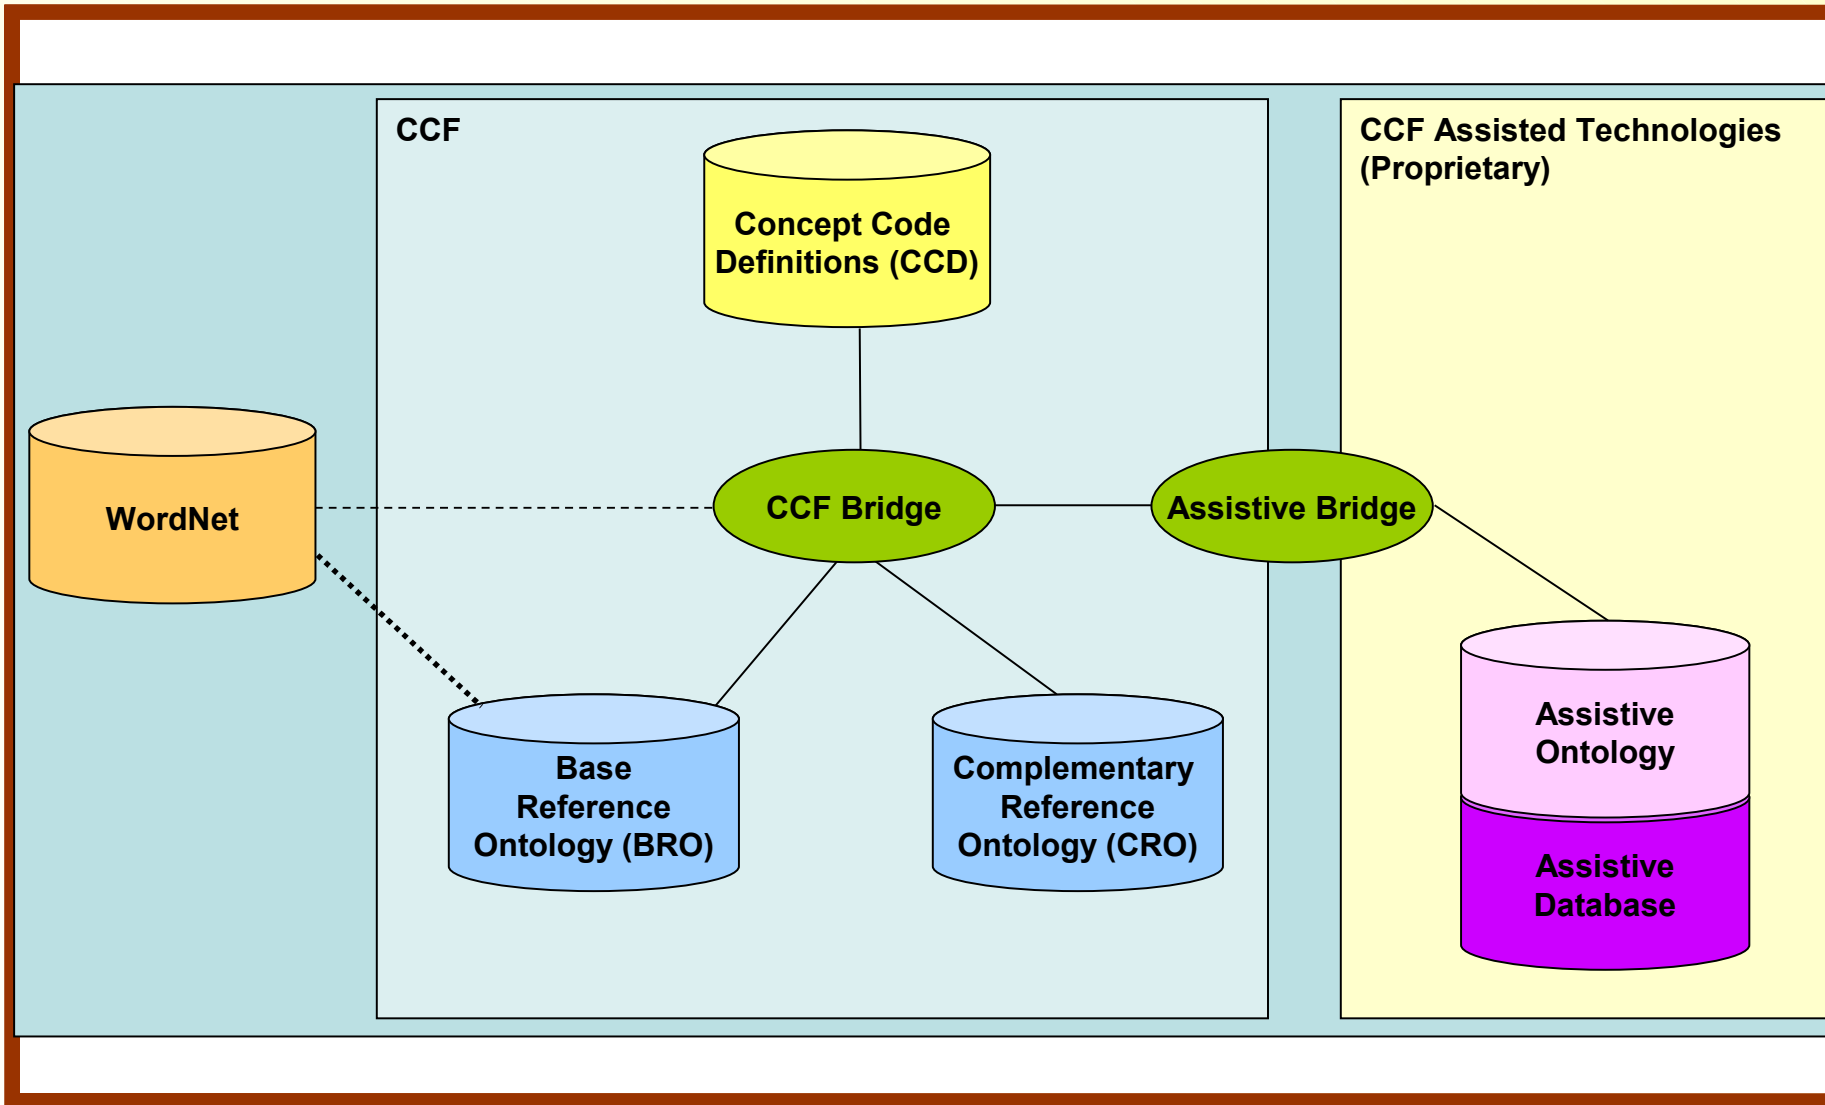 CCF
CCF Assisted Technologies
(Proprietary)
Concept Code
Definitions (CCD)
WordNet
CCF Bridge
Assistive Bridge
Base
Reference
Ontology (BRO)
Complementary
Reference
Ontology (CRO)
Assistive
Ontology
Assistive
Database